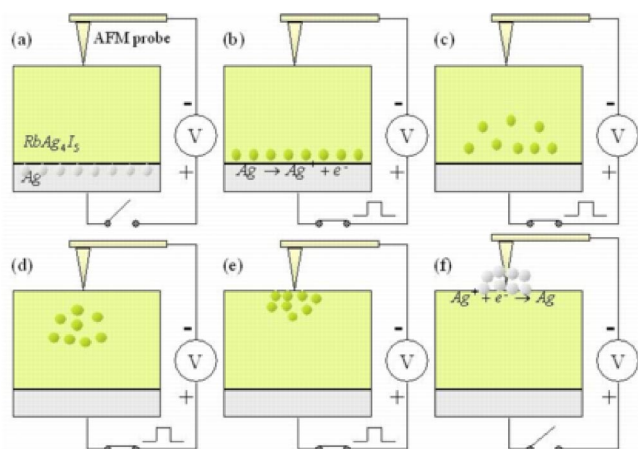 (a)
AFM probe
-
V
+
RbAg₄I₅
Ag
(b)
-
V
+
Ag → Ag⁺ + e⁻
(c)
-
V
+
(d)
-
V
+
(e)
-
V
+
(f)
Ag⁺ + e⁻ → Ag
-
V
+